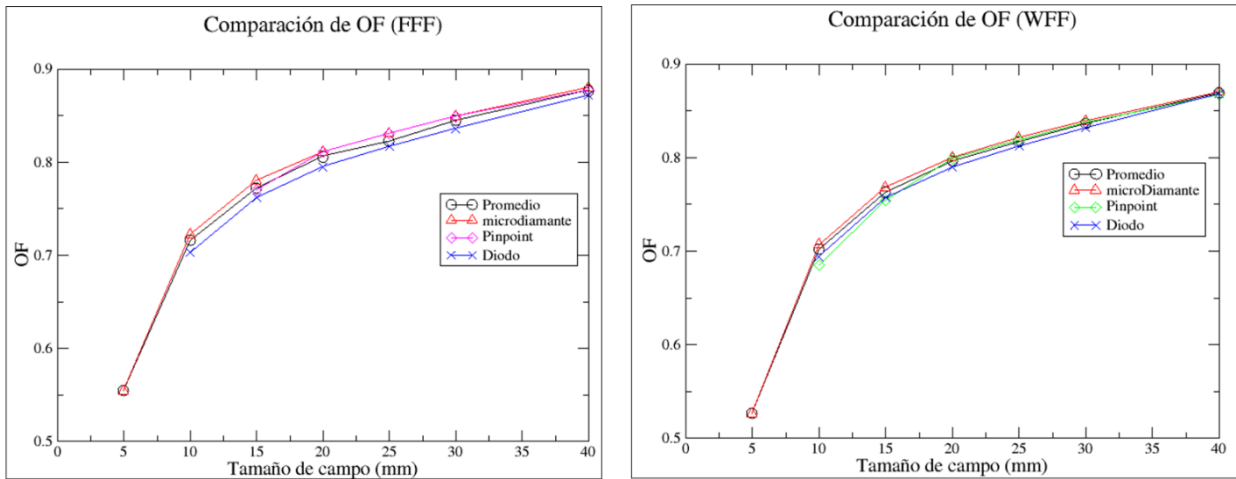 Comparación de OF (FFF)
OF
0.9
0.8
0.7
0.6
0.5
0 5 10 15 20 25 30 35 40
Tamaño de campo (mm)
Promedio
microdiamante
Pinpoint
Diodo
Comparación de OF (WFF)
OF
0.9
0.8
0.7
0.6
0.5
0 5 10 15 20 25 30 35 40
Tamaño de campo (mm)
Promedio
microDiamante
Pinpoint
Diodo